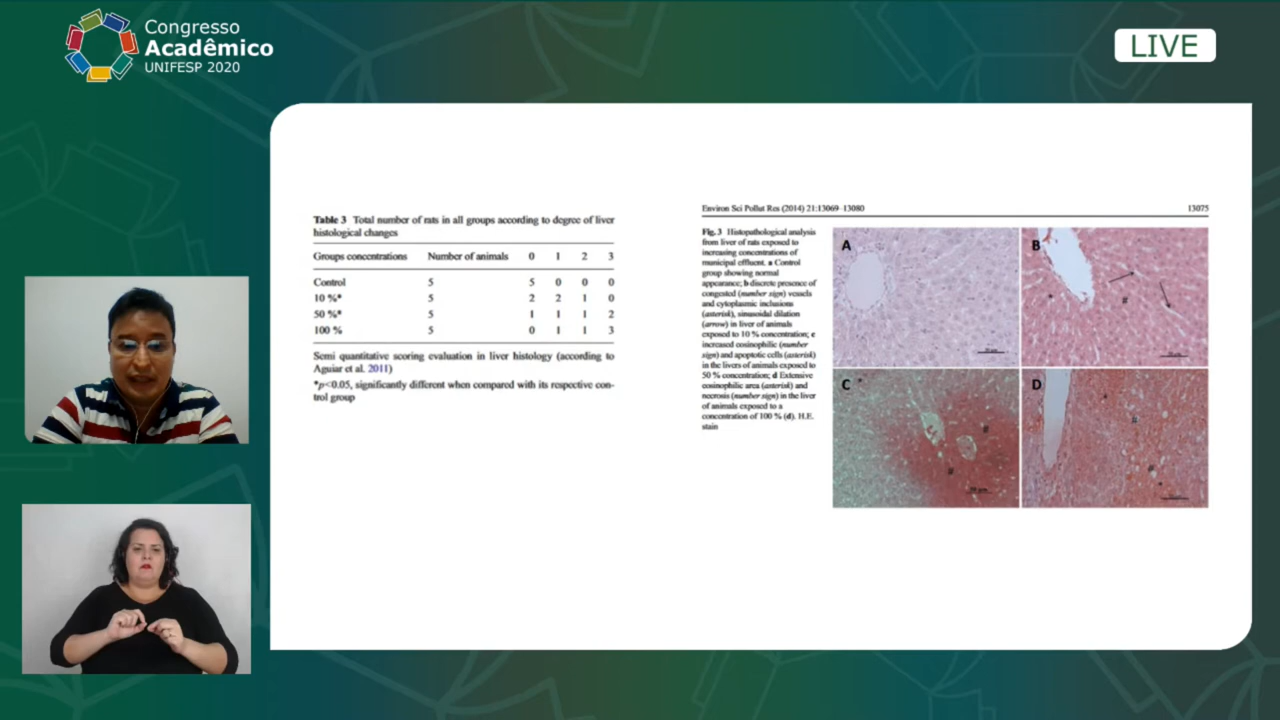 Congresso
Acadêmico
UNIFESP 2020
LIVE
Table 3 Total number of rats in all groups according to degree of liver
histological changes
Groups concentrations Number of animals 0 1 2 3
Control 5 5 0 0 0
10 %* 5 2 2 1 0
50 %* 5 1 1 1 2
100 % 5 0 1 1 3
Semi quantitative scoring evaluation in liver histology (according to
Aguiar et al. 2011)
*p<0.05, significantly different when compared with its respective con-
trol group
Environ Sci Pollut Res (2014) 21:13069–13080 13075
Fig. 3 Histopathological analysis
from liver of rats exposed to
increasing concentrations of
municipal effluent. a Control
group showing normal
appearance; b discrete presence of
congested (number sign) vessels
and cytoplasmic inclusions
(asterisk), sinusoidal dilation
(arrow) in liver of animals
exposed to 10 % concentration; c
increased eosinophilic (number
sign) and apoptotic cells (asterisk)
in the livers of animals exposed to
50 % concentration; d Extensive
eosinophilic area (asterisk) and
necrosis (number sign) in the liver
of animals exposed to a
concentration of 100 % (d). H.E.
stain
A
B
* #
C
# #
D
* # # *